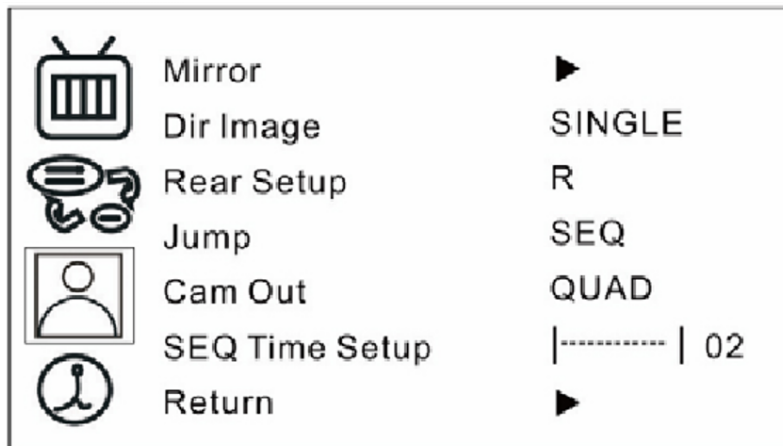 Mirror ▶
Dir Image SINGLE
Rear Setup R
Jump SEQ
Cam Out QUAD
SEQ Time Setup |------------| 02
Return ▶